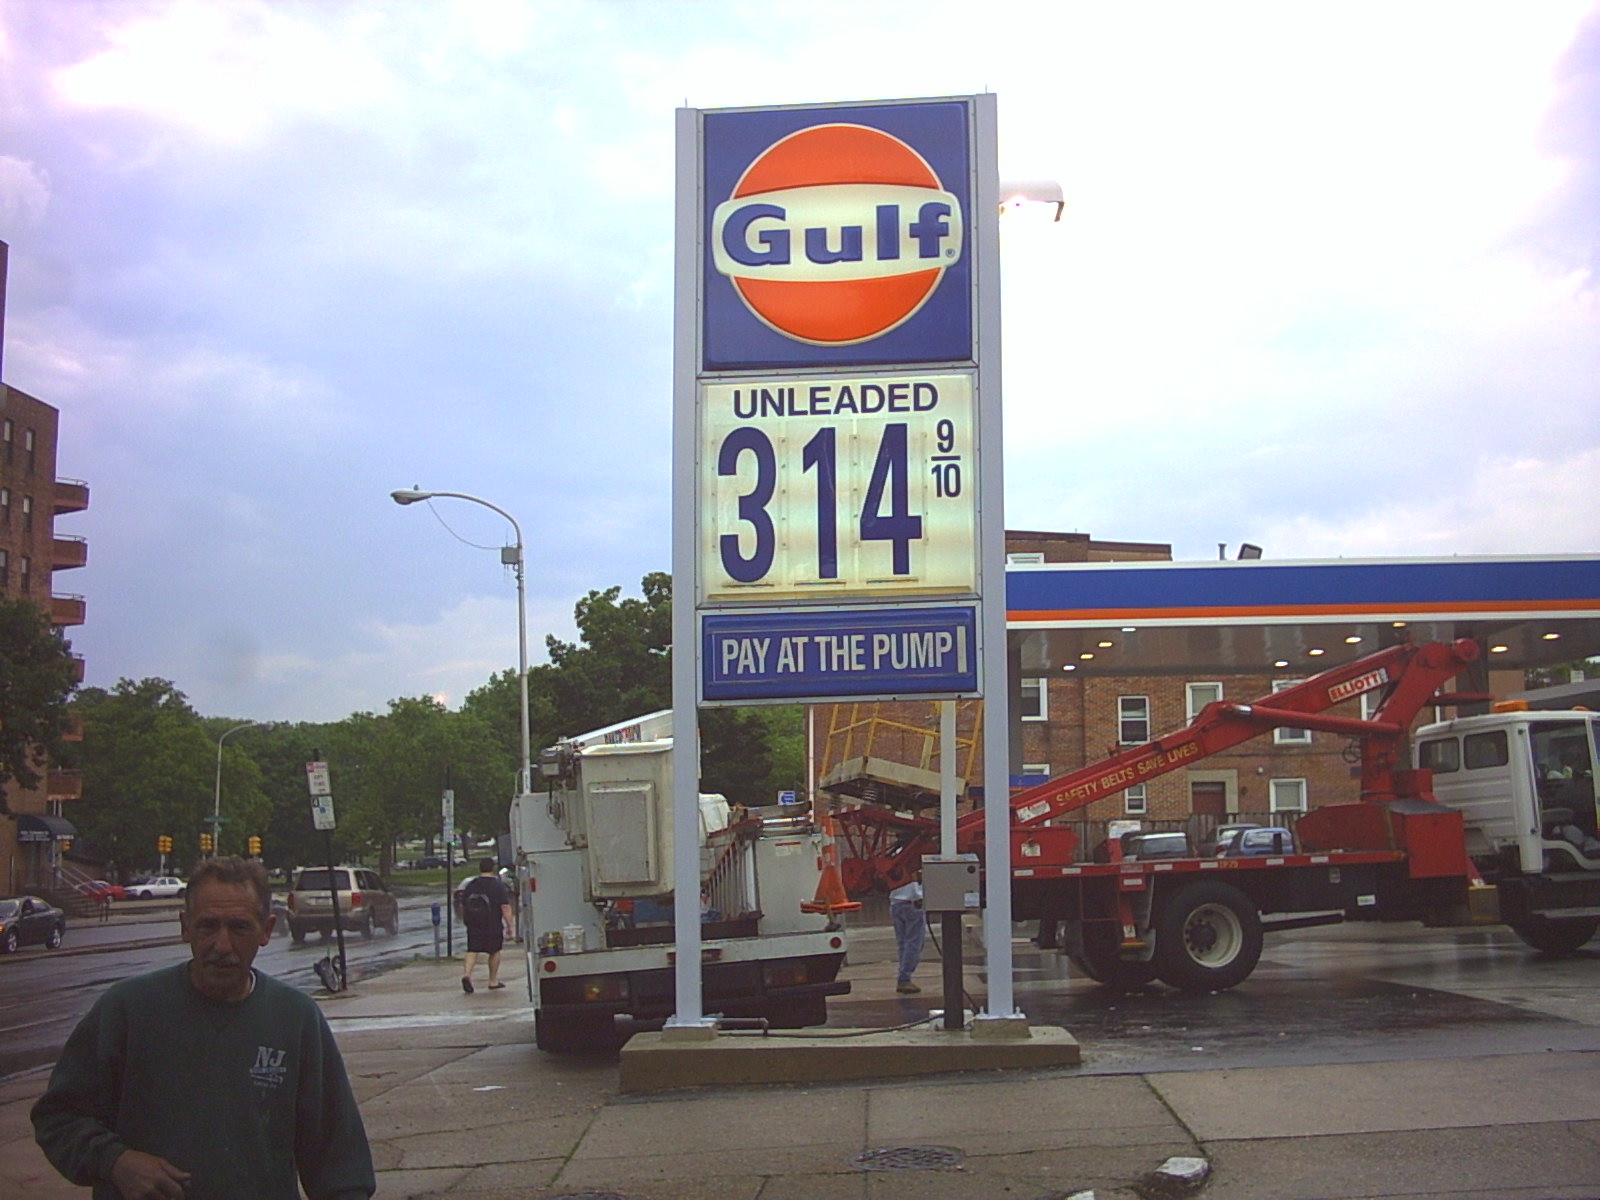 Gulf
UNLEADED
314 9/10
PAY AT THE PUMP
ELLIOTT
SAFETY BELTS SAVE LIVES
NJ